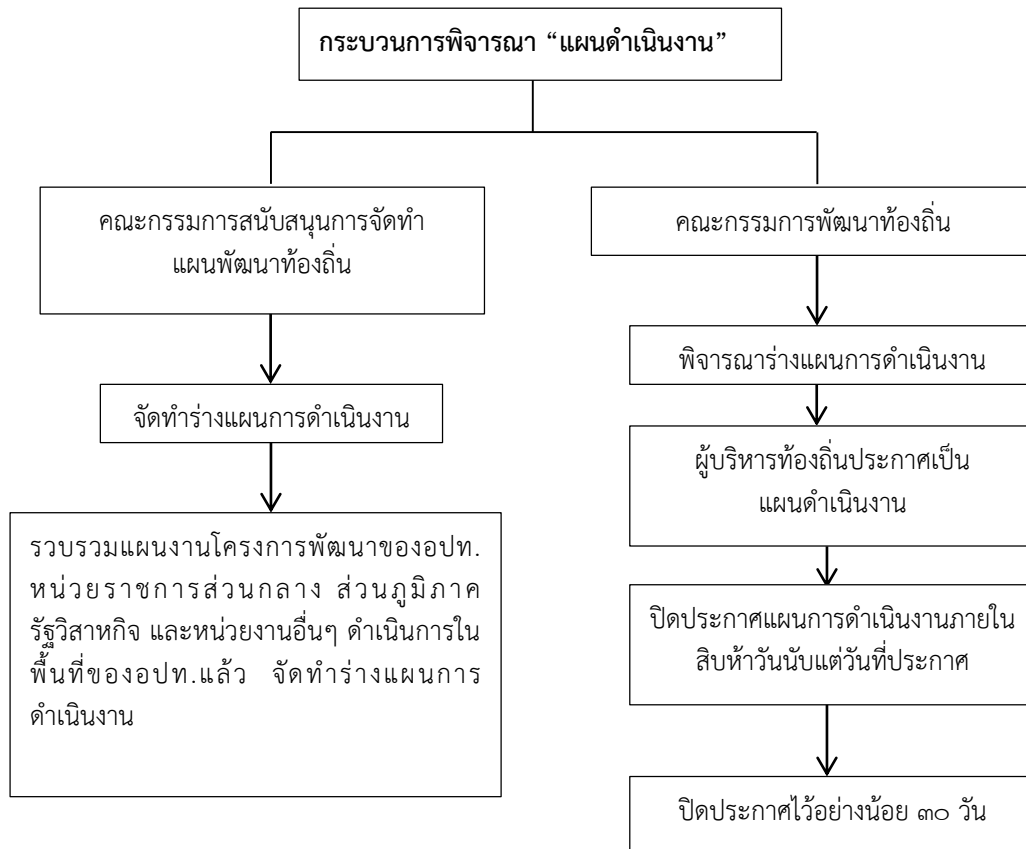 กระบวนการพิจารณา “แผนดำเนินงาน”
คณะกรรมการสนับสนุนการจัดทำ
แผนพัฒนาท้องถิ่น
จัดทำร่างแผนการดำเนินงาน
รวบรวมแผนงานโครงการพัฒนาของอปท.
หน่วยราชการส่วนกลาง ส่วนภูมิภาค
รัฐวิสาหกิจ และหน่วยงานอื่นๆ ดำเนินการใน
พื้นที่ของอปท.แล้ว จัดทำร่างแผนการ
ดำเนินงาน
คณะกรรมการพัฒนาท้องถิ่น
พิจารณาร่างแผนการดำเนินงาน
ผู้บริหารท้องถิ่นประกาศเป็น
แผนดำเนินงาน
ปิดประกาศแผนการดำเนินงานภายใน
สิบห้าวันนับแต่วันที่ประกาศ
ปิดประกาศไว้อย่างน้อย ๓๐ วัน